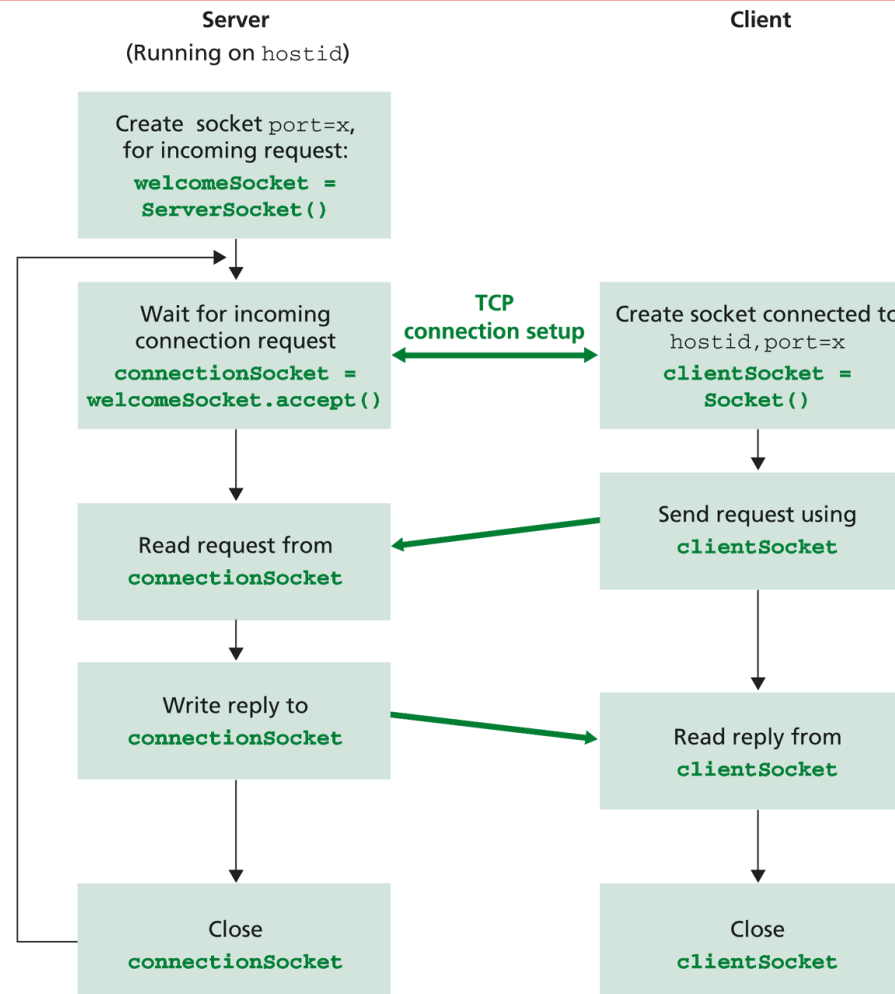 Server
(Running on hostid)
Client
Create socket port=x,
for incoming request:
welcomeSocket =
ServerSocket()
Wait for incoming
connection request
connectionSocket =
welcomeSocket.accept()
TCP
connection setup
Create socket connected to
hostid,port=x
clientSocket =
Socket()
Read request from
connectionSocket
Send request using
clientSocket
Write reply to
connectionSocket
Read reply from
clientSocket
Close
connectionSocket
Close
clientSocket